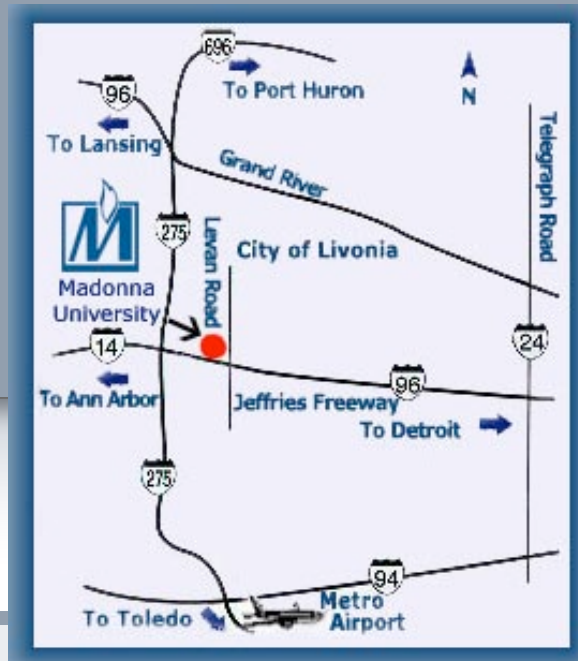 696
To Port Huron
N
96
To Lansing
Grand River
Telegraph Road
M
275
Levan Road
City of Livonia
Madonna
University
14
24
To Ann Arbor
Jeffries Freeway
96
To Detroit
275
94
Metro
Airport
To Toledo